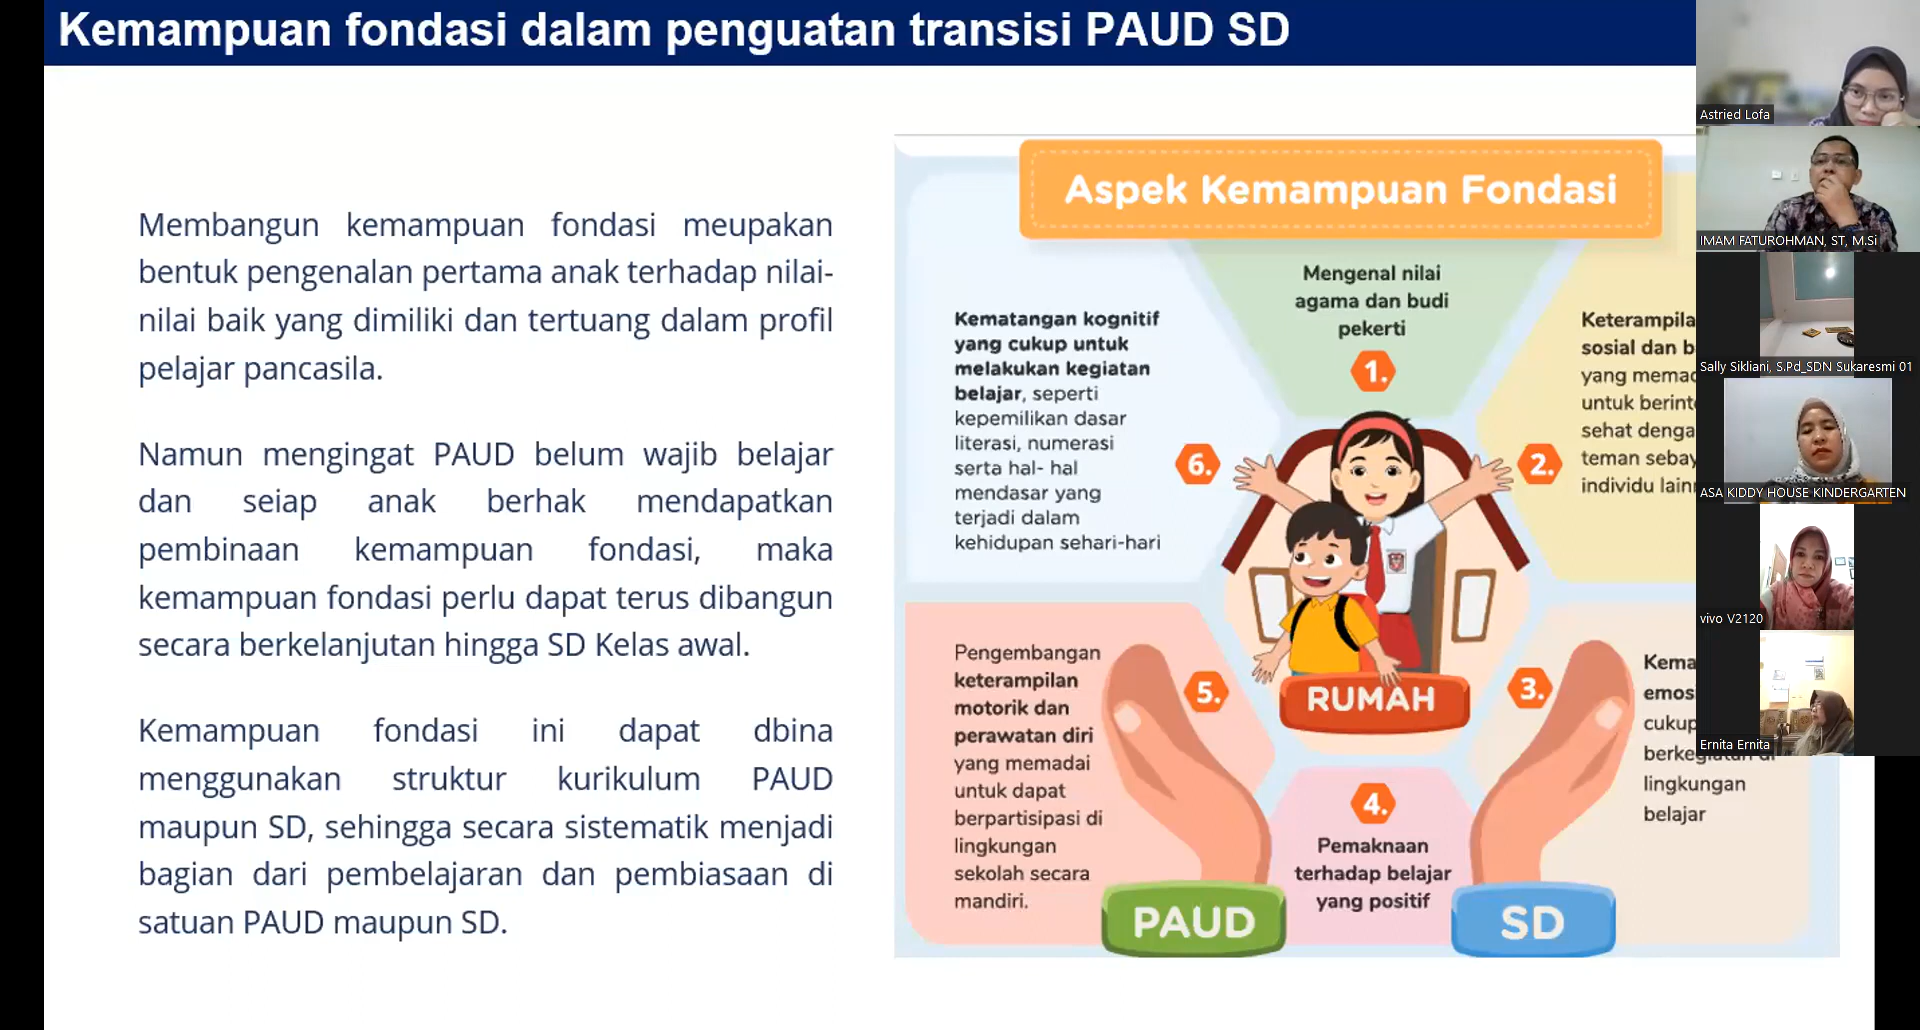 Kemampuan fondasi dalam penguatan transisi PAUD SD
Membangun kemampuan fondasi meupakan
bentuk pengenalan pertama anak terhadap nilai-
nilai baik yang dimiliki dan tertuang dalam profil
pelajar pancasila.
Namun mengingat PAUD belum wajib belajar
dan seiap anak berhak mendapatkan
pembinaan kemampuan fondasi, maka
kemampuan fondasi perlu dapat terus dibangun
secara berkelanjutan hingga SD Kelas awal.
Kemampuan fondasi ini dapat dbina
menggunakan struktur kurikulum PAUD
maupun SD, sehingga secara sistematik menjadi
bagian dari pembelajaran dan pembiasaan di
satuan PAUD maupun SD.
Aspek Kemampuan Fondasi
Mengenal nilai
agama dan budi
pekerti
1.
Keterampila
sosial dan b
yang memad
untuk berint
sehat denga
teman sebay
individu lain
2.
Kema
emosi
cukup
berkegiatan di
lingkungan
belajar
3.
4.
Pemaknaan
terhadap belajar
yang positif
Pengembangan
keterampilan
motorik dan
perawatan diri
yang memadai
untuk dapat
berpartisipasi di
lingkungan
sekolah secara
mandiri.
5.
Kematangan kognitif
yang cukup untuk
melakukan kegiatan
belajar, seperti
kepemilikan dasar
literasi, numerasi
serta hal- hal
mendasar yang
terjadi dalam
kehidupan sehari-hari
6.
RUMAH
PAUD
SD
Astried Lofa
IMAM FATUROHMAN, ST, M.Si
Sally Sikliani, S.Pd_SDN Sukaresmi 01
ASA KIDDY HOUSE KINDERGARTEN
vivo V2120
Ernita Ernita